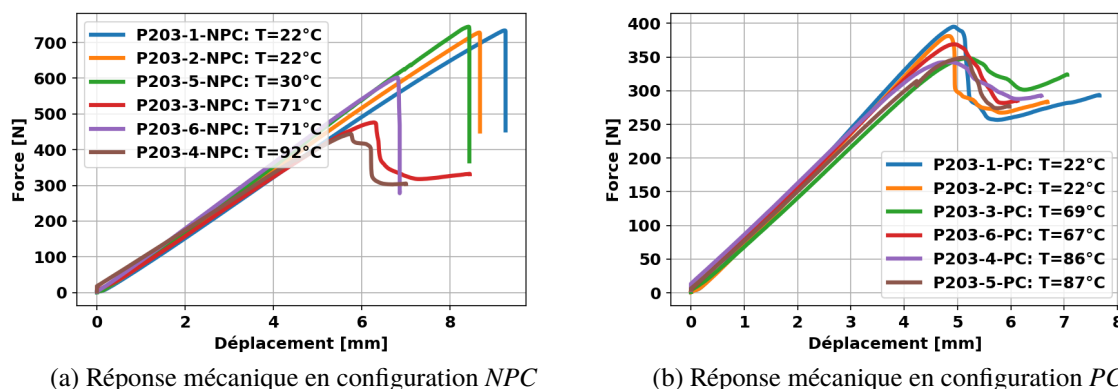 P203-1-NPC: T=22°C
P203-2-NPC: T=22°C
P203-5-NPC: T=30°C
P203-3-NPC: T=71°C
P203-6-NPC: T=71°C
P203-4-NPC: T=92°C
Force [N]
700
600
500
400
300
200
100
0
0 2 4 6 8
Déplacement [mm]
(a) Réponse mécanique en configuration NPC
Force [N]
400
350
300
250
200
150
100
50
0
P203-1-PC: T=22°C
P203-2-PC: T=22°C
P203-3-PC: T=69°C
P203-6-PC: T=67°C
P203-4-PC: T=86°C
P203-5-PC: T=87°C
0 1 2 3 4 5 6 7 8
Déplacement [mm]
(b) Réponse mécanique en configuration PC